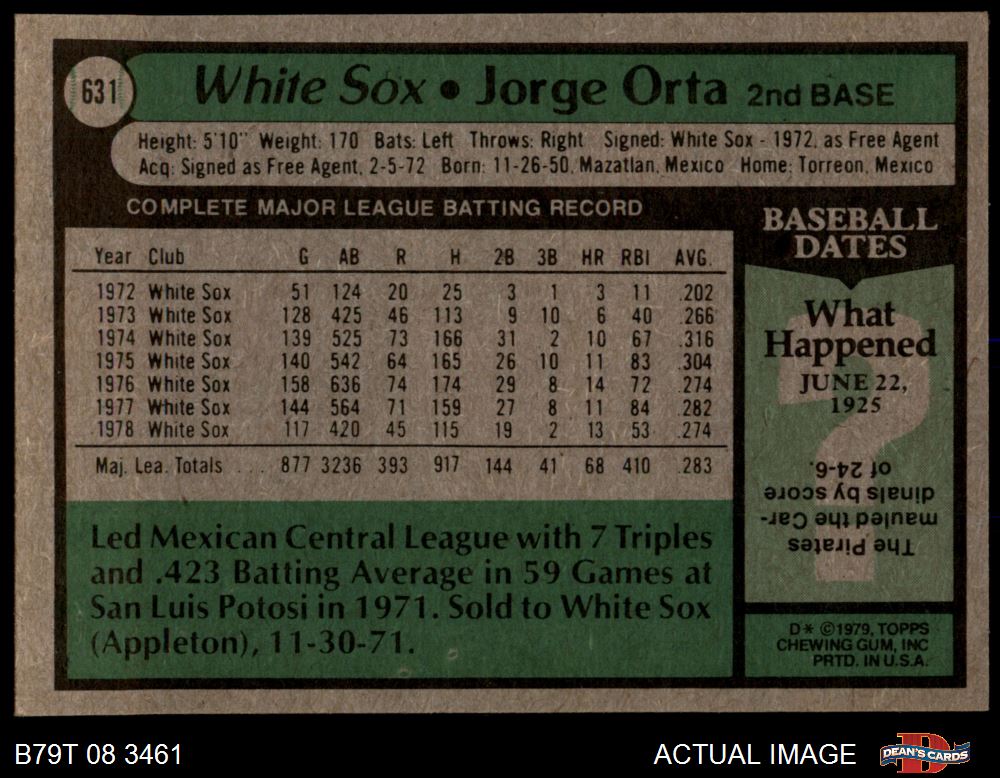 631
White Sox • Jorge Orta 2nd BASE
Height: 5'10" Weight: 170 Bats: Left Throws: Right Signed: White Sox - 1972, as Free Agent
Acq: Signed as Free Agent, 2-5-72 Born: 11-26-50, Mazatlan, Mexico Home: Torreon, Mexico
COMPLETE MAJOR LEAGUE BATTING RECORD
Year Club G AB R H 2B 3B HR RBI AVG.
1972 White Sox 51 124 20 25 3 1 3 11 .202
1973 White Sox 128 425 46 113 9 10 6 40 .266
1974 White Sox 139 525 73 166 31 2 10 67 .316
1975 White Sox 140 542 64 165 26 10 11 83 .304
1976 White Sox 158 636 74 174 29 8 14 72 .274
1977 White Sox 144 564 71 159 27 8 11 84 .282
1978 White Sox 117 420 45 115 19 2 13 53 .274
Maj. Lea. Totals ... 877 3236 393 917 144 41 68 410 .283
Led Mexican Central League with 7 Triples
and .423 Batting Average in 59 Games at
San Luis Potosi in 1971. Sold to White Sox
(Appleton), 11-30-71.
BASEBALL
DATES
What
Happened
JUNE 22,
1925
?
The Pirates
mauled the Car-
dinals by score
of 24-6.
D* ©1979, TOPPS
CHEWING GUM, INC
PRTD. IN U.S.A.
B79T 08 3461
ACTUAL IMAGE
DEAN'S CARDS